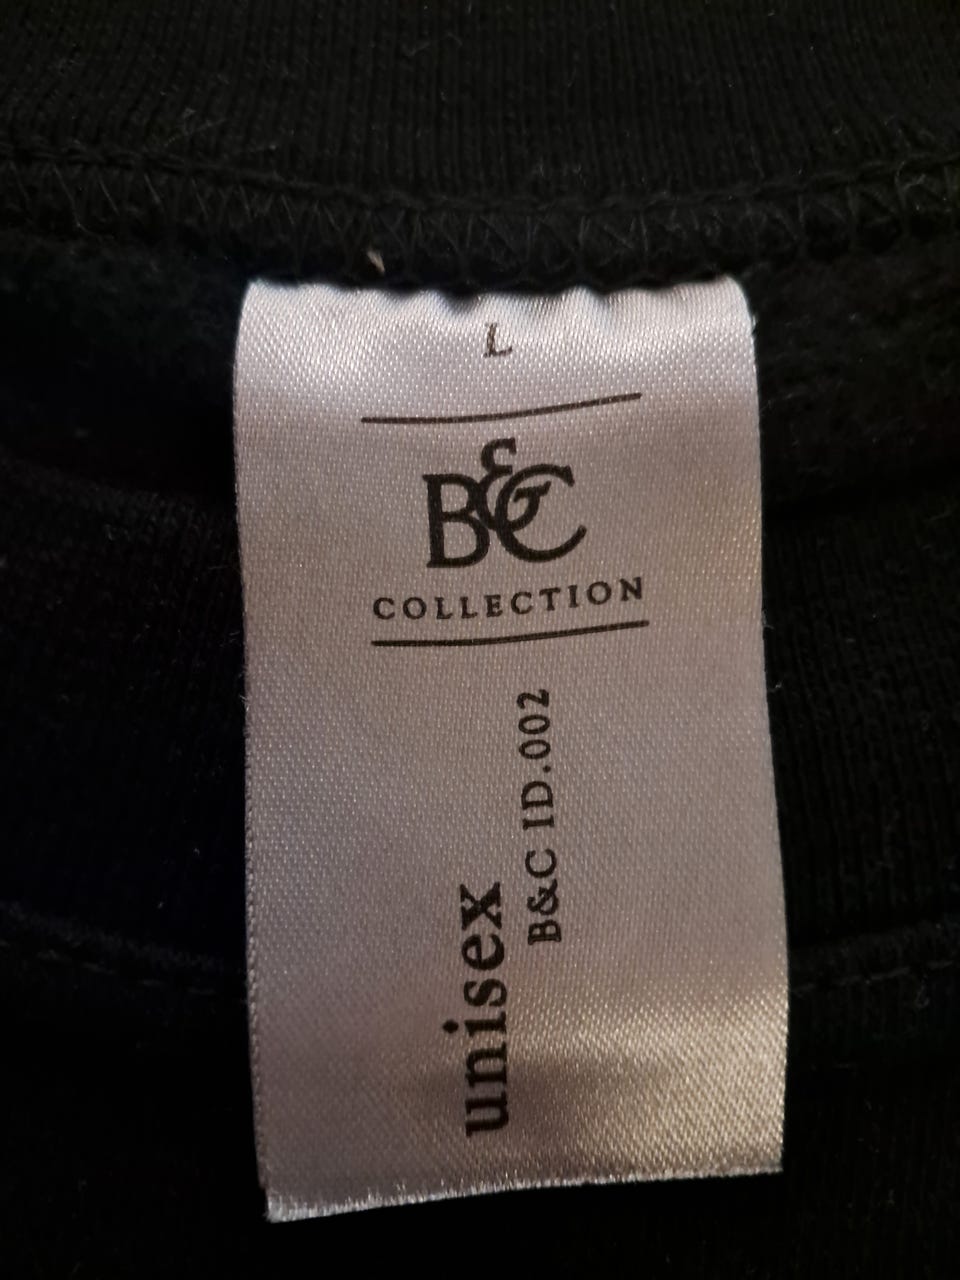 L
B&C
COLLECTION
unisex
B&C ID.002